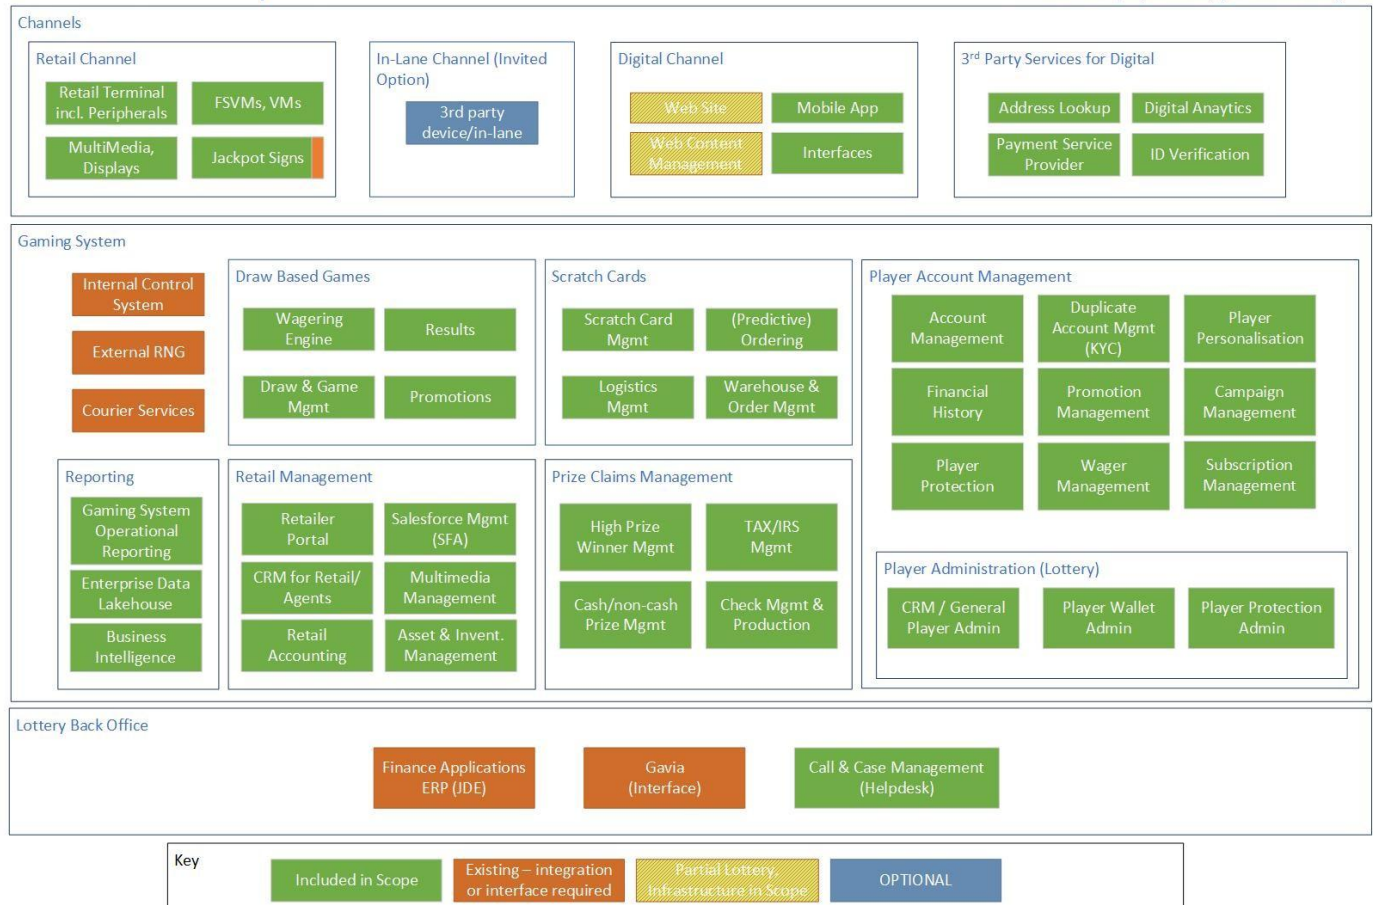 Channels
Retail Channel
Retail Terminal
incl. Peripherals
FSVMs, VMs
MultiMedia,
Displays
Jackpot Signs
In-Lane Channel (Invited
Option)
3rd party
device/in-lane
Digital Channel
Web Site
Mobile App
Web Content
Management
Interfaces
3rd Party Services for Digital
Address Lookup
Digital Anaytics
Payment Service
Provider
ID Verification
Gaming System
Internal Control
System
External RNG
Courier Services
Draw Based Games
Wagering
Engine
Results
Draw & Game
Mgmt
Promotions
Scratch Cards
Scratch Card
Mgmt
(Predictive)
Ordering
Logistics
Mgmt
Warehouse &
Order Mgmt
Player Account Management
Account
Management
Duplicate
Account Mgmt
(KYC)
Player
Personalisation
Financial
History
Promotion
Management
Campaign
Management
Player
Protection
Wager
Management
Subscription
Management
Player Administration (Lottery)
CRM / General
Player Admin
Player Wallet
Admin
Player Protection
Admin
Reporting
Gaming System
Operational
Reporting
Enterprise Data
Lakehouse
Business
Intelligence
Retail Management
Retailer
Portal
Salesforce Mgmt
(SFA)
CRM for Retail/
Agents
Multimedia
Management
Retail
Accounting
Asset & Invent.
Management
Prize Claims Management
High Prize
Winner Mgmt
TAX/IRS
Mgmt
Cash/non-cash
Prize Mgmt
Check Mgmt &
Production
Lottery Back Office
Finance Applications
ERP (JDE)
Gavia
(Interface)
Call & Case Management
(Helpdesk)
Key
Included in Scope
Existing – integration
or interface required
Partial Lottery,
Infrastructure in Scope
OPTIONAL